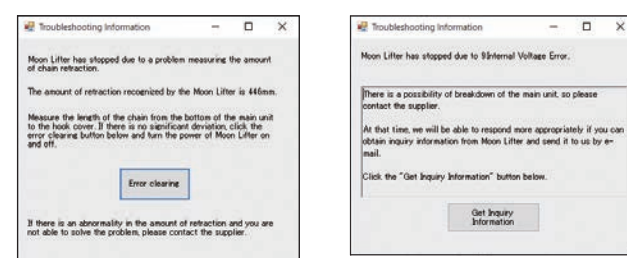 Troubleshooting Information
Moon Lifter has stopped due to a problem measuring the amount
of chain retraction.
The amount of retraction recognized by the Moon Lifter is 446mm.
Measure the length of the chain from the bottom of the main unit
to the hook cover. If there is no significant deviation, click the
error clearing button below and turn the power of Moon Lifter on
and off.
Error clearing
If there is an abnormality in the amount of retraction and you are
not able to solve the problem, please contact the supplier.
Troubleshooting Information
Moon Lifter has stopped due to 9Internal Voltage Error.
There is a possibility of breakdown of the main unit, so please
contact the supplier.
At that time, we will be able to respond more appropriately if you can
obtain inquiry information from Moon Lifter and send it to us by e-
mail.
Click the "Get Inquiry Information" button below.
Get Inquiry
Information